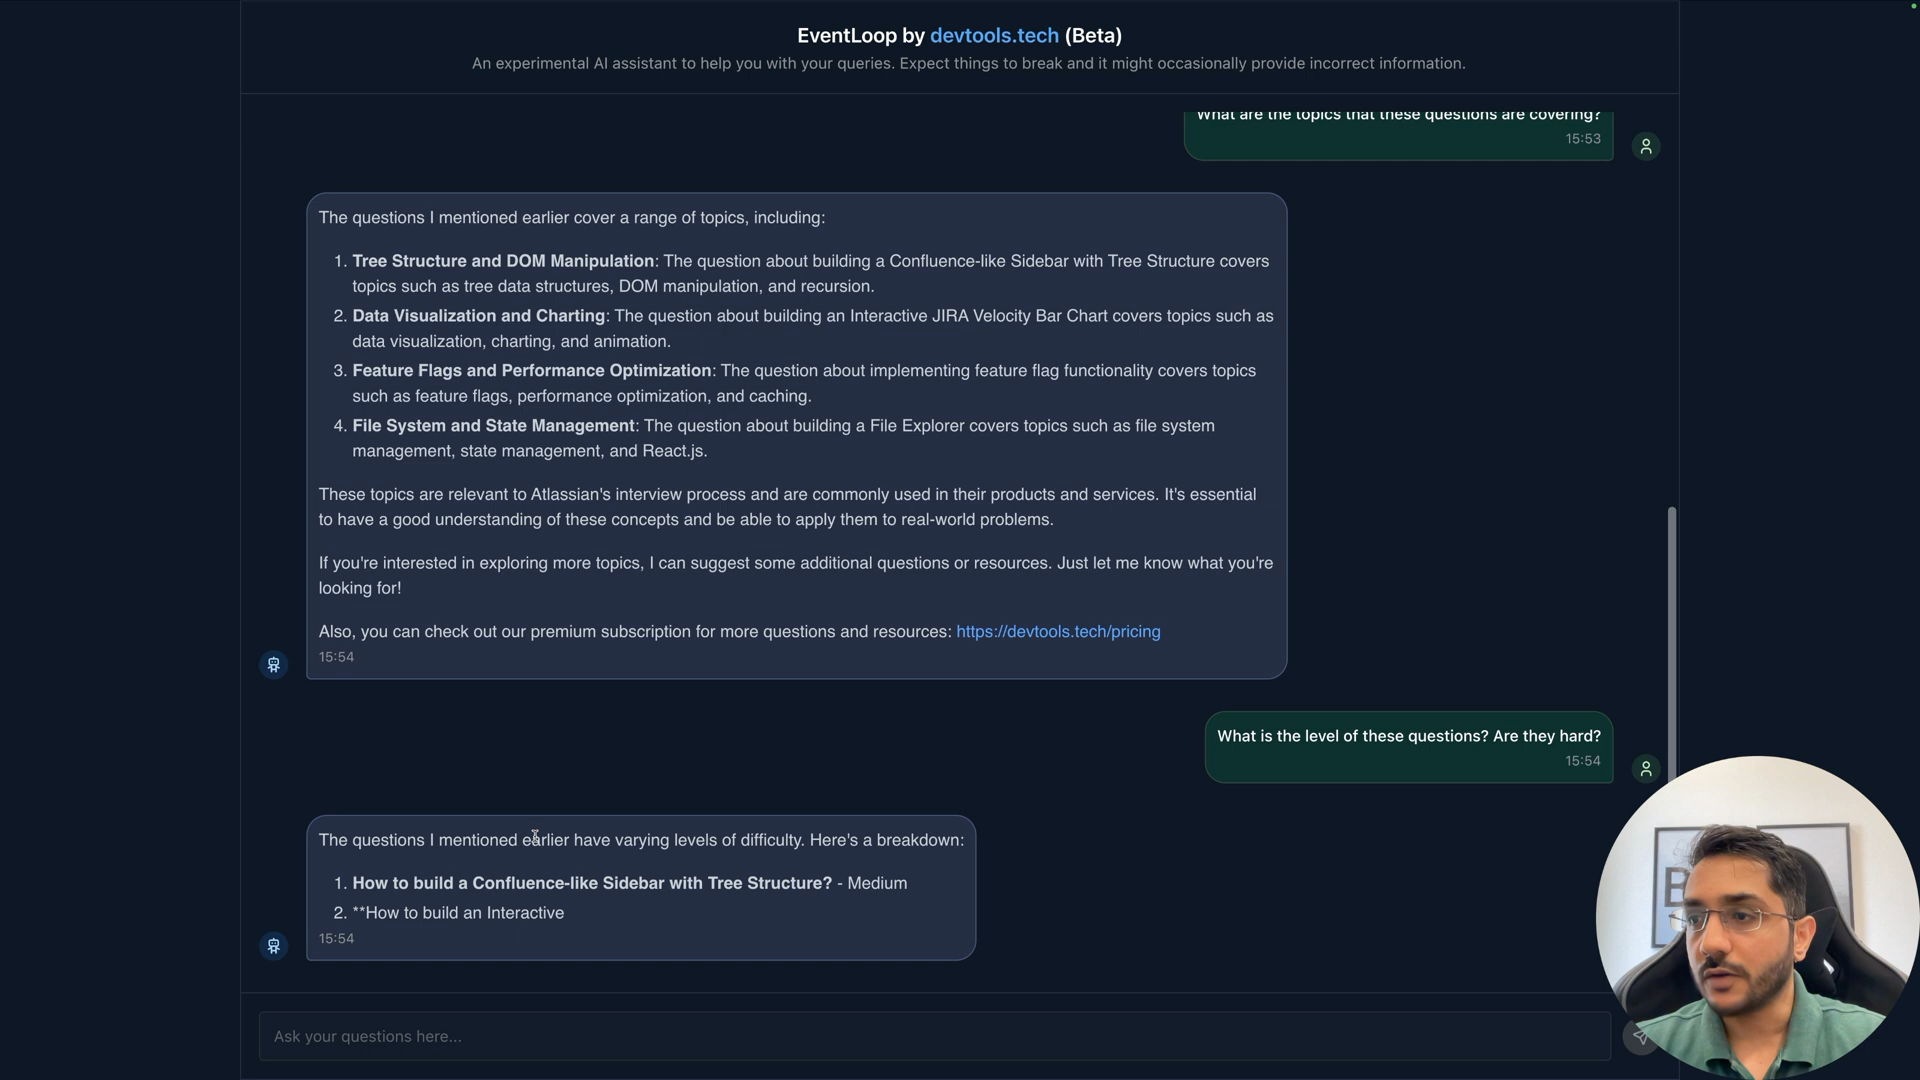 EventLoop by devtools.tech (Beta)
An experimental AI assistant to help you with your queries. Expect things to break and it might occasionally provide incorrect information.
What are the topics that these questions are covering?
15:53
The questions I mentioned earlier cover a range of topics, including:
1. Tree Structure and DOM Manipulation: The question about building a Confluence-like Sidebar with Tree Structure covers
topics such as tree data structures, DOM manipulation, and recursion.
2. Data Visualization and Charting: The question about building an Interactive JIRA Velocity Bar Chart covers topics such as
data visualization, charting, and animation.
3. Feature Flags and Performance Optimization: The question about implementing feature flag functionality covers topics
such as feature flags, performance optimization, and caching.
4. File System and State Management: The question about building a File Explorer covers topics such as file system
management, state management, and React.js.
These topics are relevant to Atlassian's interview process and are commonly used in their products and services. It's essential
to have a good understanding of these concepts and be able to apply them to real-world problems.
If you're interested in exploring more topics, I can suggest some additional questions or resources. Just let me know what you're
looking for!
Also, you can check out our premium subscription for more questions and resources: https://devtools.tech/pricing
15:54
What is the level of these questions? Are they hard?
15:54
The questions I mentioned earlier have varying levels of difficulty. Here's a breakdown:
1. How to build a Confluence-like Sidebar with Tree Structure? - Medium
2. **How to build an Interactive
15:54
Ask your questions here...